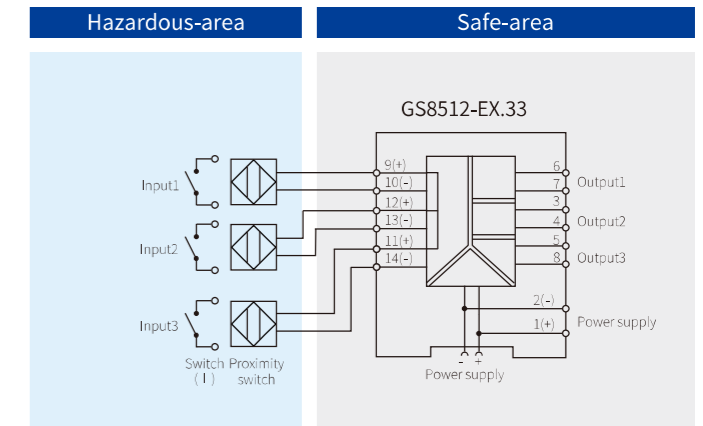 Hazardous-area
Safe-area
GS8512-EX.33
9(+)
10(-)
12(+)
13(-)
11(+)
14(-)
6
7
3
4
5
8
Output1
Output2
Output3
Input1
Input2
Input3
2(-)
1(+)
Power supply
- +
Power supply
Switch
( I )
Proximity
switch